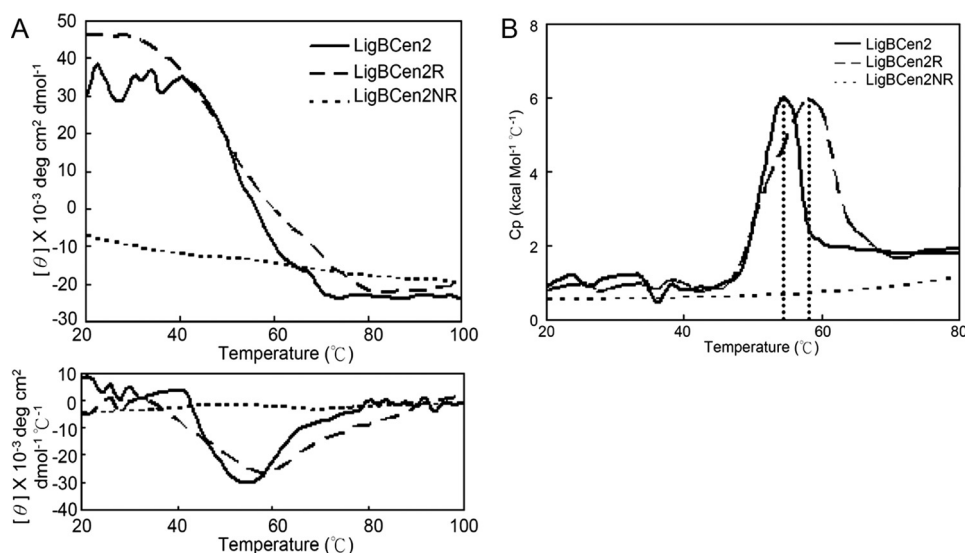 A
50
40
30
20
10
0
-10
-20
-30
[θ] X 10⁻³ deg cm² dmol⁻¹
LigBCen2
LigBCen2R
LigBCen2NR
20 40 60 80 100
Temperature (℃)
10
0
-10
-20
-30
-40
[θ] X 10⁻³ deg cm²
dmol⁻¹ ℃⁻¹
20 40 60 80 100
Temperature (℃)
B
8
6
4
2
0
Cp (kcal Mol⁻¹ ℃⁻¹)
LigBCen2
LigBCen2R
LigBCen2NR
20 40 60 80
Temperature (℃)